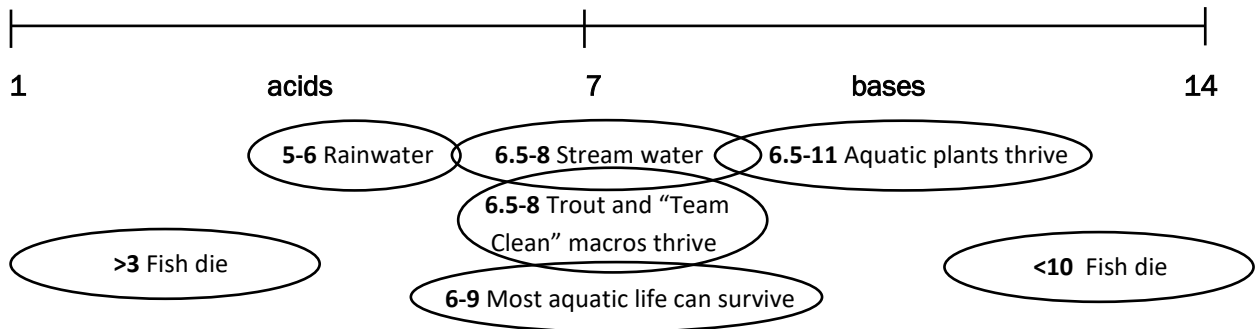 1 acids 7 bases 14
5-6 Rainwater 6.5-8 Stream water 6.5-11 Aquatic plants thrive
6.5-8 Trout and “Team
Clean” macros thrive
>3 Fish die <10 Fish die
6-9 Most aquatic life can survive